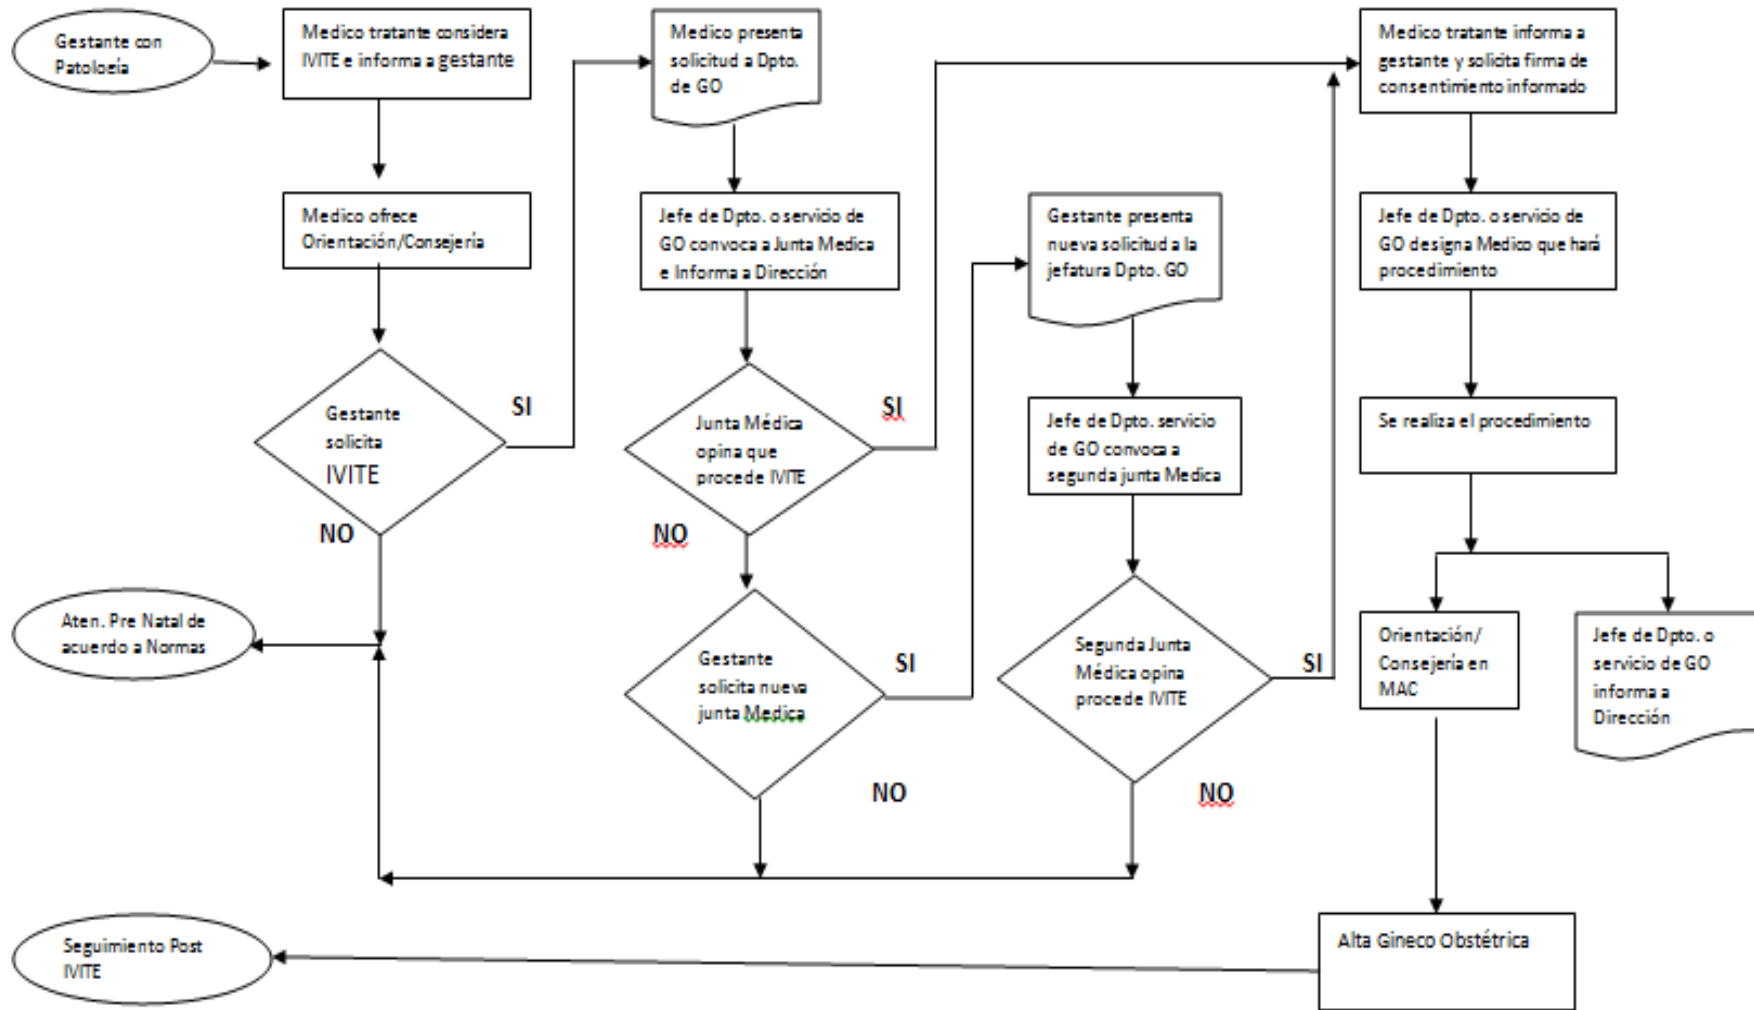 Gestante con
Patología
Medico tratante considera
IVITE e informa a gestante
Medico ofrece
Orientación/Consejería
Gestante
solicita
IVITE
SI
NO
Aten. Pre Natal de
acuerdo a Normas
Medico presenta
solicitud a Dpto.
de GO
Jefe de Dpto. o servicio de
GO convoca a Junta Medica
e Informa a Dirección
Junta Médica
opina que
procede IVITE
SI
NO
Gestante
solicita nueva
junta Medica
SI
NO
Gestante presenta
nueva solicitud a la
jefatura Dpto. GO
Jefe de Dpto. servicio
de GO convoca a
segunda junta Medica
Segunda Junta
Médica opina
procede IVITE
SI
NO
Medico tratante informa a
gestante y solicita firma de
consentimiento informado
Jefe de Dpto. o servicio de
GO designa Medico que hará
procedimiento
Se realiza el procedimiento
Orientación/
Consejería en
MAC
Jefe de Dpto. o
servicio de GO
informa a
Dirección
Alta Gineco Obstétrica
Seguimiento Post
IVITE